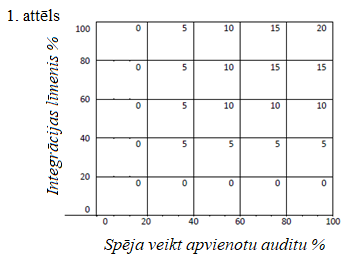 1. attēls
Integrācijas līmenis %
100 0 5 10 15 20
80 0 5 10 15 15
60 0 5 10 10 10
40 0 5 5 5 5
20 0 0 0 0 0
0
0 20 40 60 80 100
Spēja veikt apvienotu auditu %